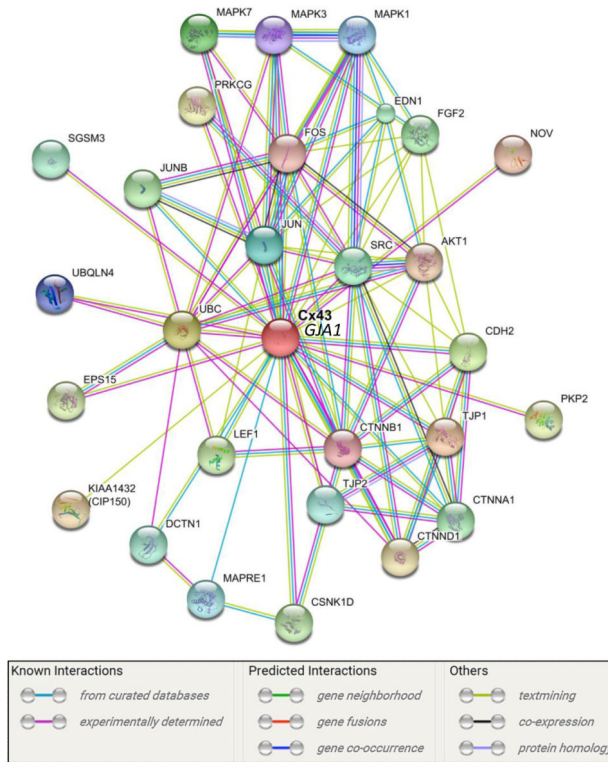 MAPK7
MAPK3
MAPK1
PRKCG
EDN1
FGF2
FOS
NOV
SGSM3
JUNB
JUN
SRC
AKT1
UBQLN4
UBC
Cx43
GJA1
CDH2
EPS15
PKP2
LEF1
CTNNB1
TJP1
KIAA1432
(CIP150)
TJP2
CTNNA1
DCTN1
CTNND1
MAPRE1
CSNK1D
Known Interactions
from curated databases
experimentally determined
Predicted Interactions
gene neighborhood
gene fusions
gene co-occurrence
Others
textmining
co-expression
protein homology